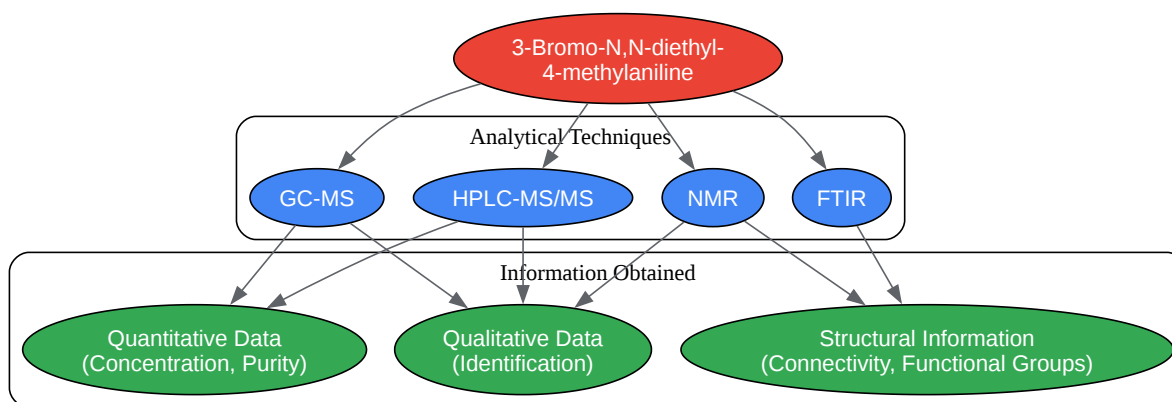 3-Bromo-N,N-diethyl-
4-methylaniline
Analytical Techniques
GC-MS
HPLC-MS/MS
NMR
FTIR
Information Obtained
Quantitative Data
(Concentration, Purity)
Qualitative Data
(Identification)
Structural Information
(Connectivity, Functional Groups)